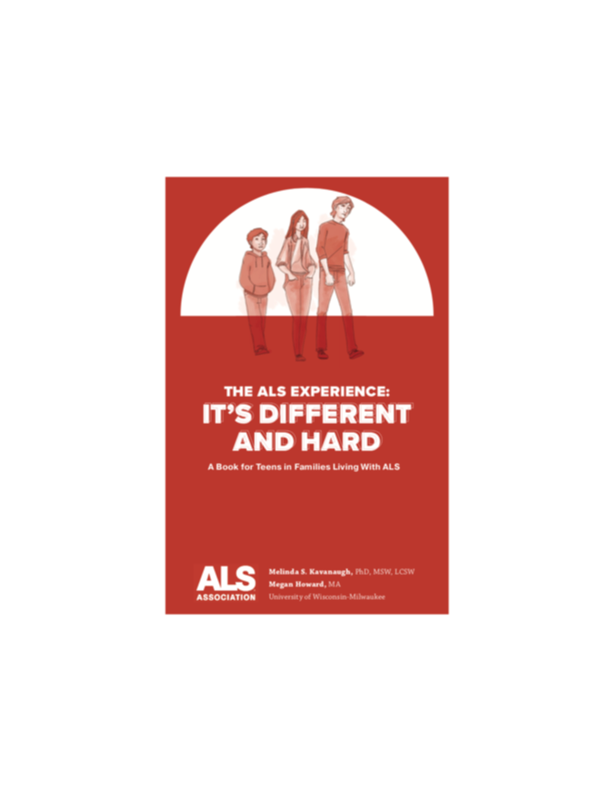 THE ALS EXPERIENCE:
IT'S DIFFERENT
AND HARD
A Book for Teens in Families Living With ALS
ALS
ASSOCIATION
Melinda S. Kavanaugh, PhD, MSW, LCSW
Megan Howard, MA
University of Wisconsin-Milwaukee